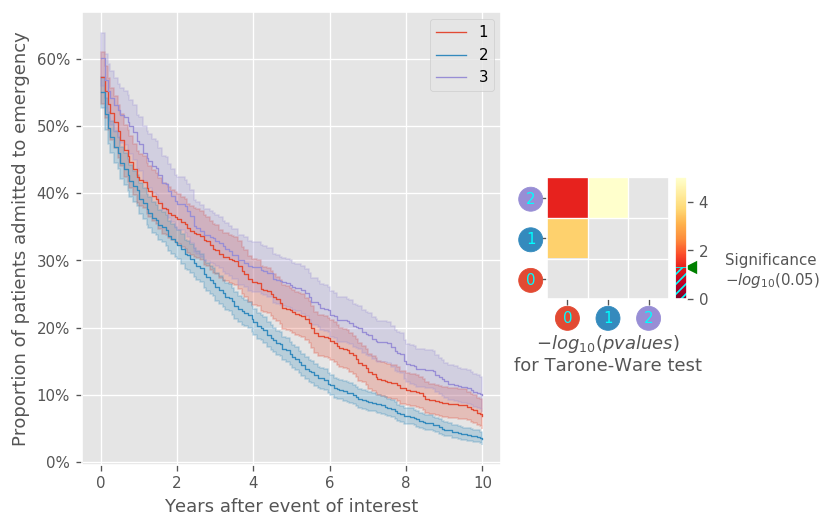 Proportion of patients admitted to emergency
60%
50%
40%
30%
20%
10%
0%
0 2 4 6 8 10
Years after event of interest
1
2
3
2
1
0
0 1 2
−log₁₀(pvalues)
for Tarone-Ware test
4
2
0
Significance
−log₁₀(0.05)